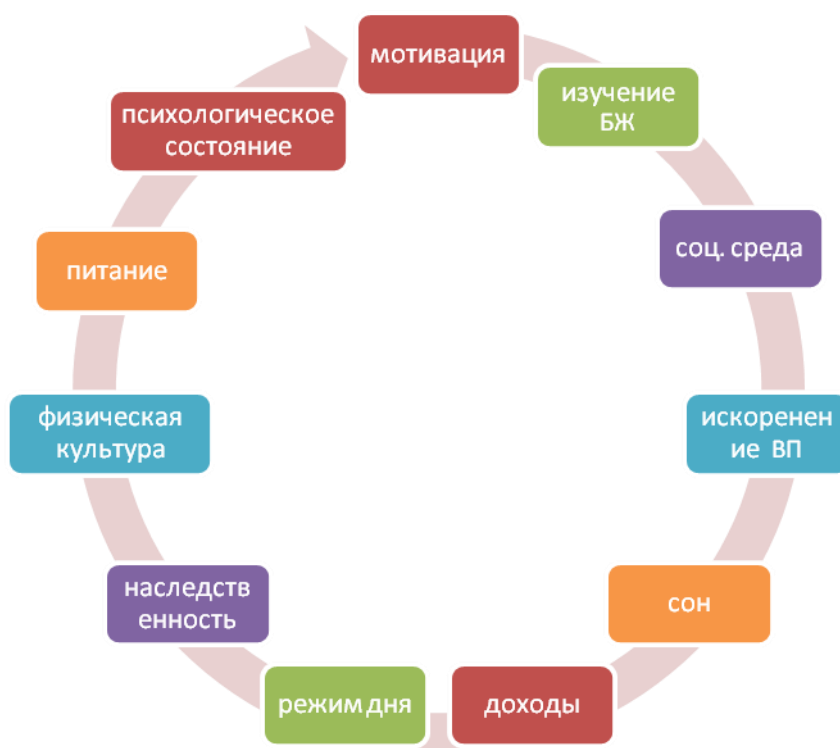 мотивация
изучение
БЖ
соц. среда
искоренен
ие ВП
сон
доходы
режим дня
наследств
енность
физическая
культура
питание
психологическое
состояние